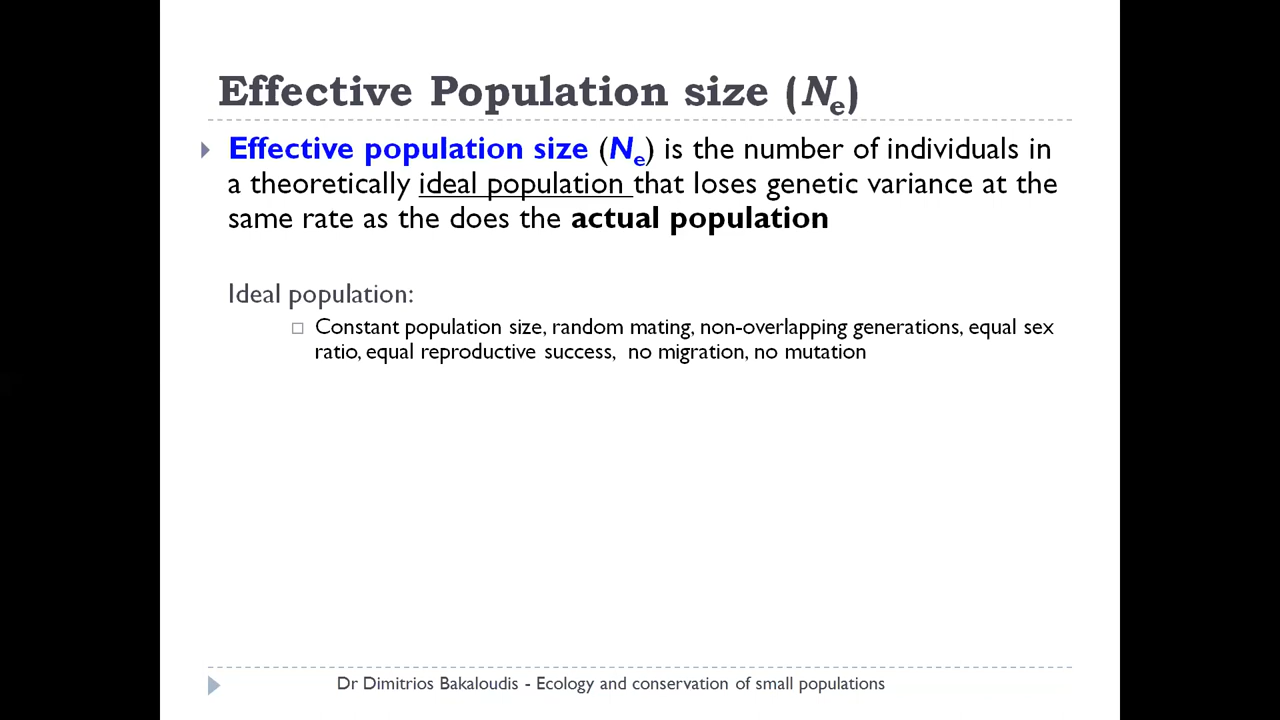 Effective Population size (Ne)
Effective population size (Ne) is the number of individuals in
a theoretically ideal population that loses genetic variance at the
same rate as the does the actual population
Ideal population:
Constant population size, random mating, non-overlapping generations, equal sex
ratio, equal reproductive success,  no migration, no mutation
Dr Dimitrios Bakaloudis - Ecology and conservation of small populations